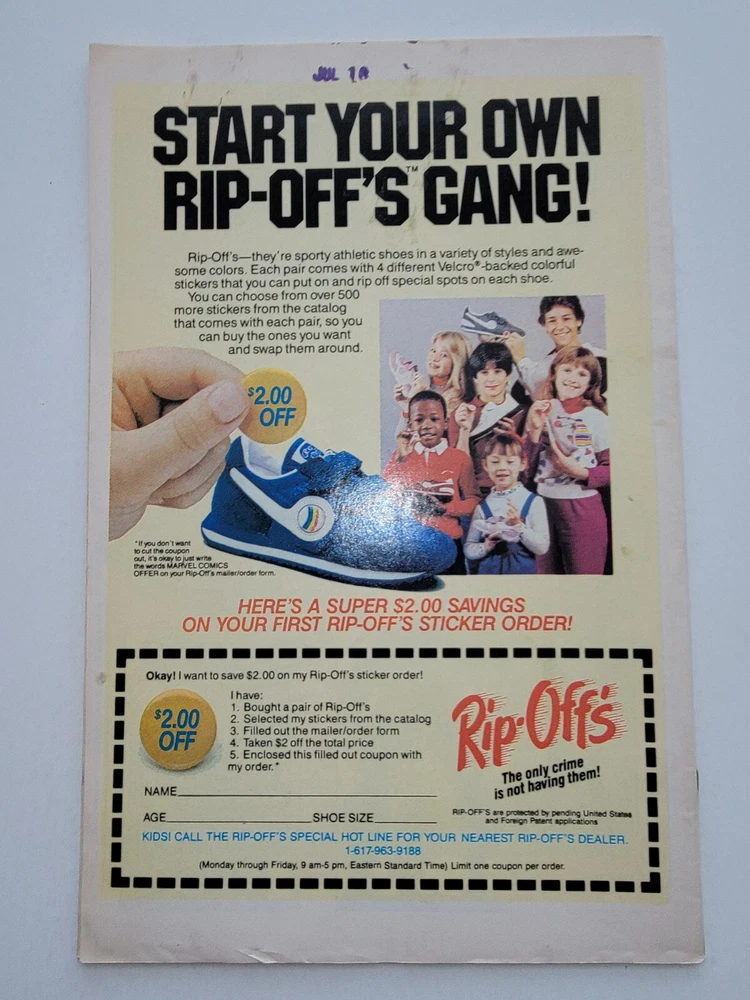 JUL 1
START YOUR OWN
RIP-OFF'S™ GANG!
Rip-Off's—they're sporty athletic shoes in a variety of styles and awe-
some colors. Each pair comes with 4 different Velcro®-backed colorful
stickers that you can put on and rip off special spots on each shoe.
You can choose from over 500
more stickers from the catalog
that comes with each pair, so you
can buy the ones you want
and swap them around.
$2.00
OFF
*If you don't want
to cut the coupon
out, it's okay to just write
the words MARVEL COMICS
OFFER on your Rip-Off's mailer/order form.
HERE'S A SUPER $2.00 SAVINGS
ON YOUR FIRST RIP-OFF'S STICKER ORDER!
Okay! I want to save $2.00 on my Rip-Off's sticker order!
$2.00
OFF
I have:
1. Bought a pair of Rip-Off's
2. Selected my stickers from the catalog
3. Filled out the mailer/order form
4. Taken $2 off the total price
5. Enclosed this filled out coupon with
my order.*
Rip-Off's
The only crime
is not having them!
NAME
AGE SHOE SIZE
RIP-OFF'S are protected by pending United States
and Foreign Patent applications
KIDS! CALL THE RIP-OFF'S SPECIAL HOT LINE FOR YOUR NEAREST RIP-OFF'S DEALER.
1-617-963-9188
(Monday through Friday, 9 am-5 pm, Eastern Standard Time) Limit one coupon per order.